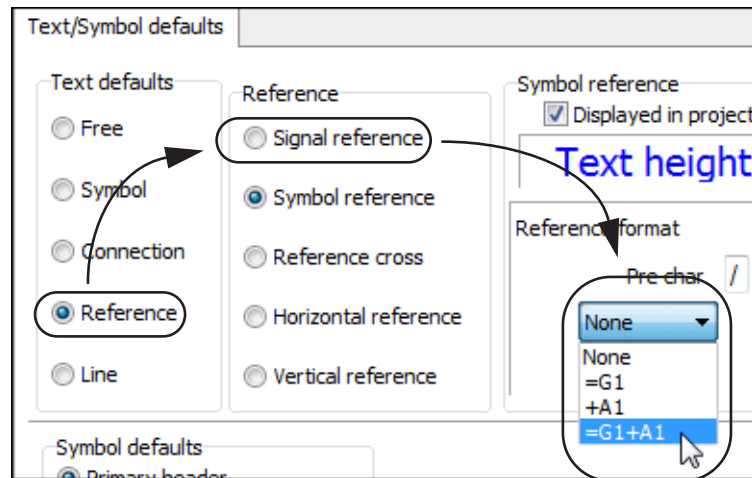 Text/Symbol defaults
Text defaults
Free
Symbol
Connection
Reference
Line
Reference
Signal reference
Symbol reference
Reference cross
Horizontal reference
Vertical reference
Symbol reference
Displayed in project
Text height
Reference format
Pre char /
None
None
=G1
+A1
=G1+A1
Symbol defaults
Primary header